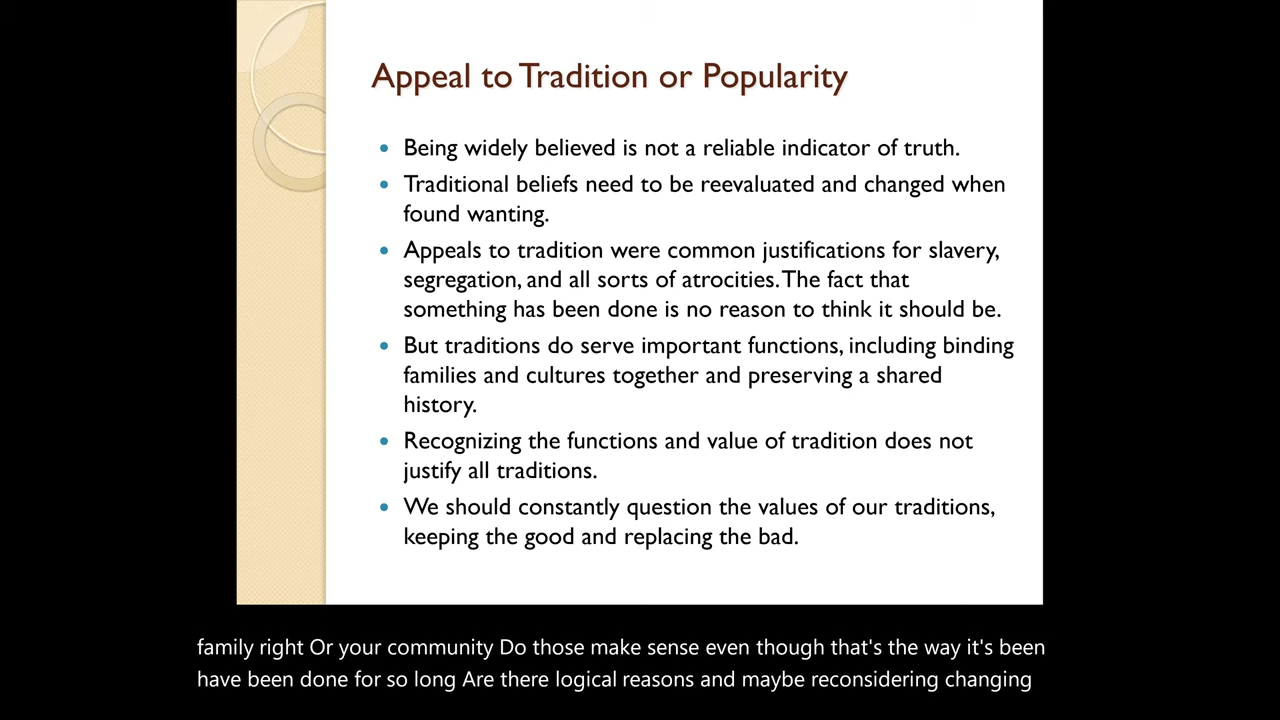 Appeal to Tradition or Popularity
• Being widely believed is not a reliable indicator of truth.
• Traditional beliefs need to be reevaluated and changed when
found wanting.
• Appeals to tradition were common justifications for slavery,
segregation, and all sorts of atrocities. The fact that
something has been done is no reason to think it should be.
• But traditions do serve important functions, including binding
families and cultures together and preserving a shared
history.
• Recognizing the functions and value of tradition does not
justify all traditions.
• We should constantly question the values of our traditions,
keeping the good and replacing the bad.
family right Or your community Do those make sense even though that's the way it's been
have been done for so long Are there logical reasons and maybe reconsidering changing